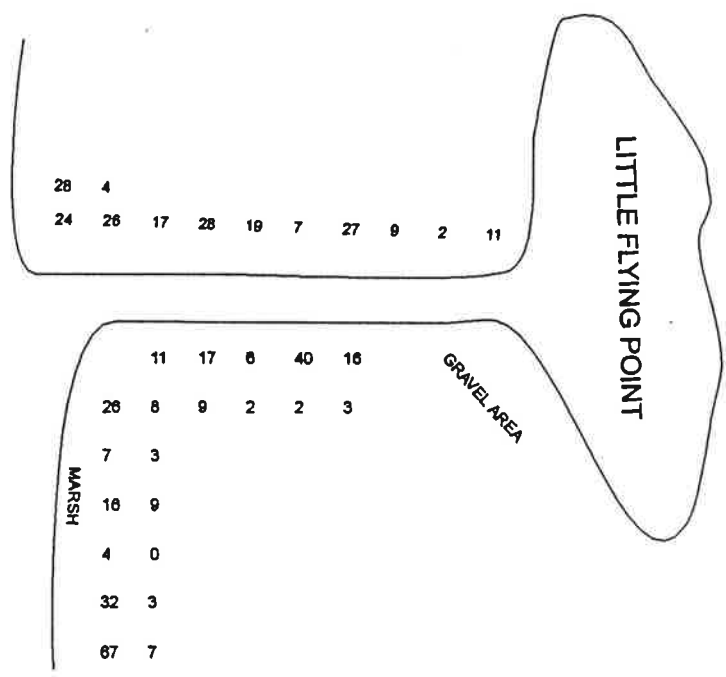 28 4
24 26 17 28 19 7 27 9 2 11
LITTLE FLYING POINT
11 17 6 40 16
GRAVEL AREA
26 8 9 2 2 3
7 3
MARSH
16 9
4 0
32 3
67 7